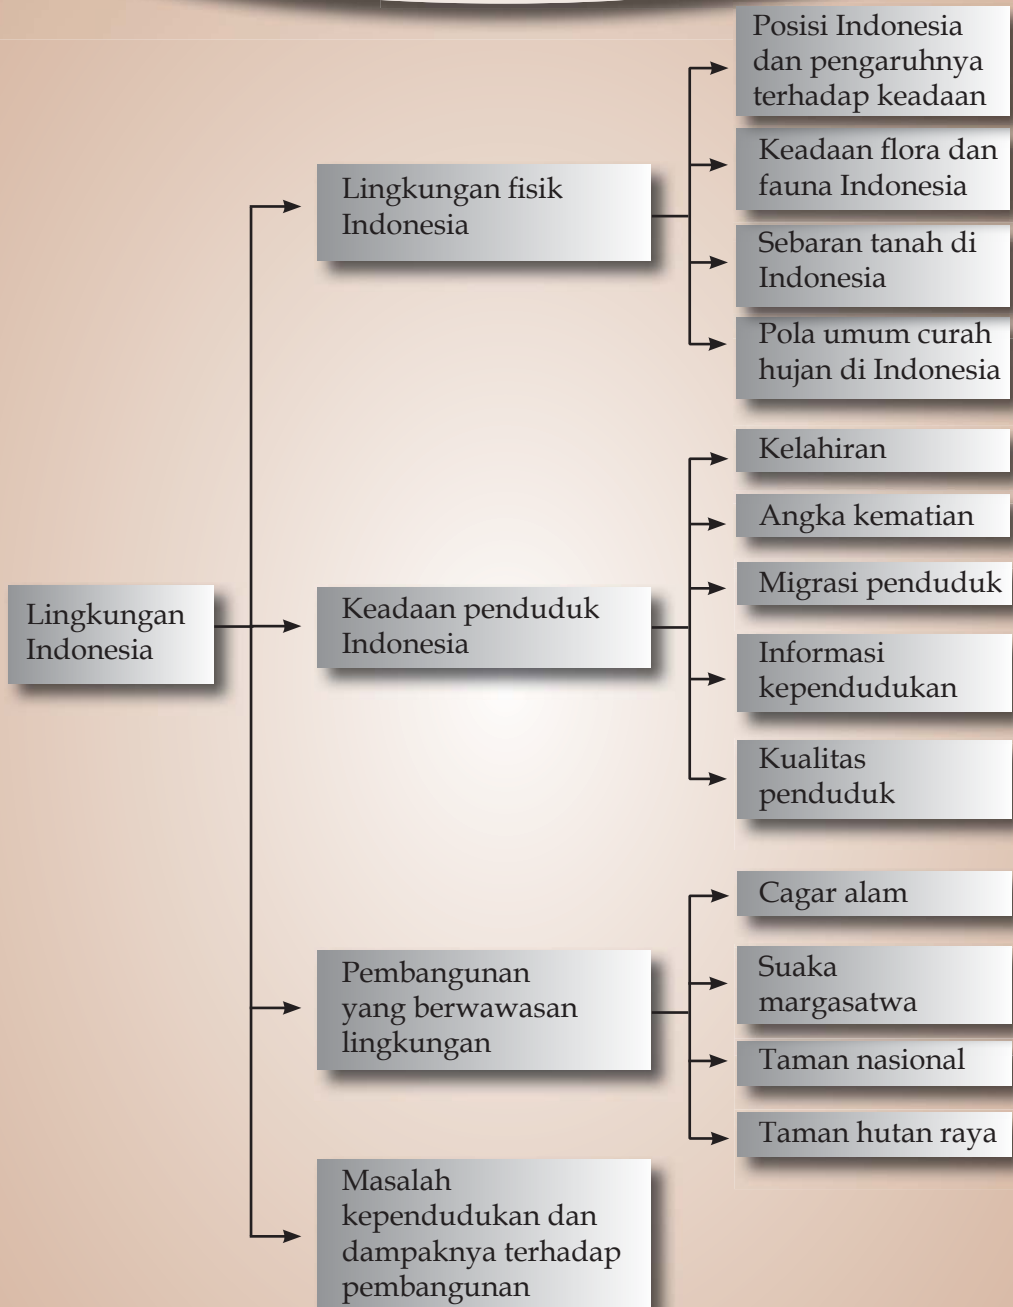 Lingkungan
Indonesia
Lingkungan fisik
Indonesia
Posisi Indonesia
dan pengaruhnya
terhadap keadaan
Keadaan flora dan
fauna Indonesia
Sebaran tanah di
Indonesia
Pola umum curah
hujan di Indonesia
Keadaan penduduk
Indonesia
Kelahiran
Angka kematian
Migrasi penduduk
Informasi
kependudukan
Kualitas
penduduk
Pembangunan
yang berwawasan
lingkungan
Cagar alam
Suaka
margasatwa
Taman nasional
Taman hutan raya
Masalah
kependudukan dan
dampaknya terhadap
pembangunan